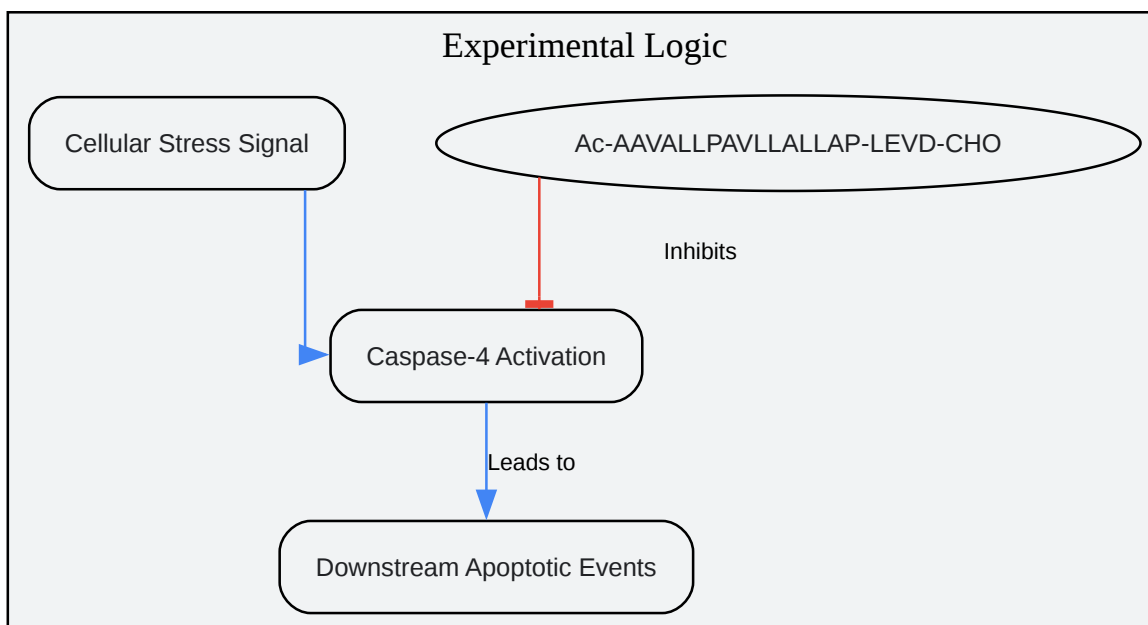 Experimental Logic
Cellular Stress Signal
Ac-AAVALLPAVLLALLAP-LEVD-CHO
Inhibits
Caspase-4 Activation
Leads to
Downstream Apoptotic Events